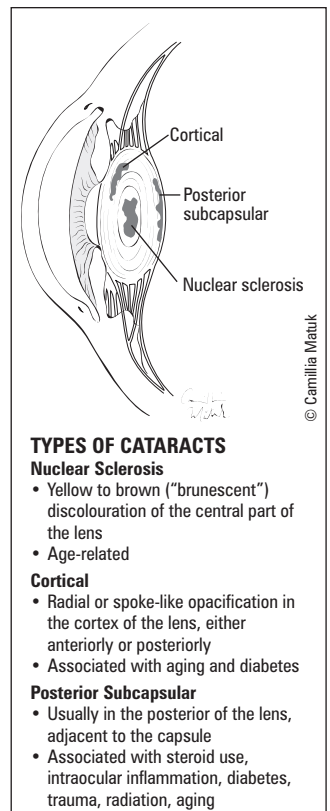 Cortical
Posterior
subcapsular
Nuclear sclerosis
© Camillia Matuk
TYPES OF CATARACTS
Nuclear Sclerosis
• Yellow to brown (“brunescent”)
discolouration of the central part of
the lens
• Age-related
Cortical
• Radial or spoke-like opacification in
the cortex of the lens, either
anteriorly or posteriorly
• Associated with aging and diabetes
Posterior Subcapsular
• Usually in the posterior of the lens,
adjacent to the capsule
• Associated with steroid use,
intraocular inflammation, diabetes,
trauma, radiation, aging